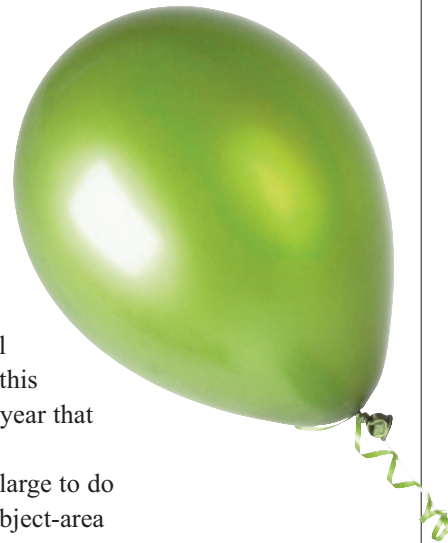 l
this
year that
large to do
bject-area